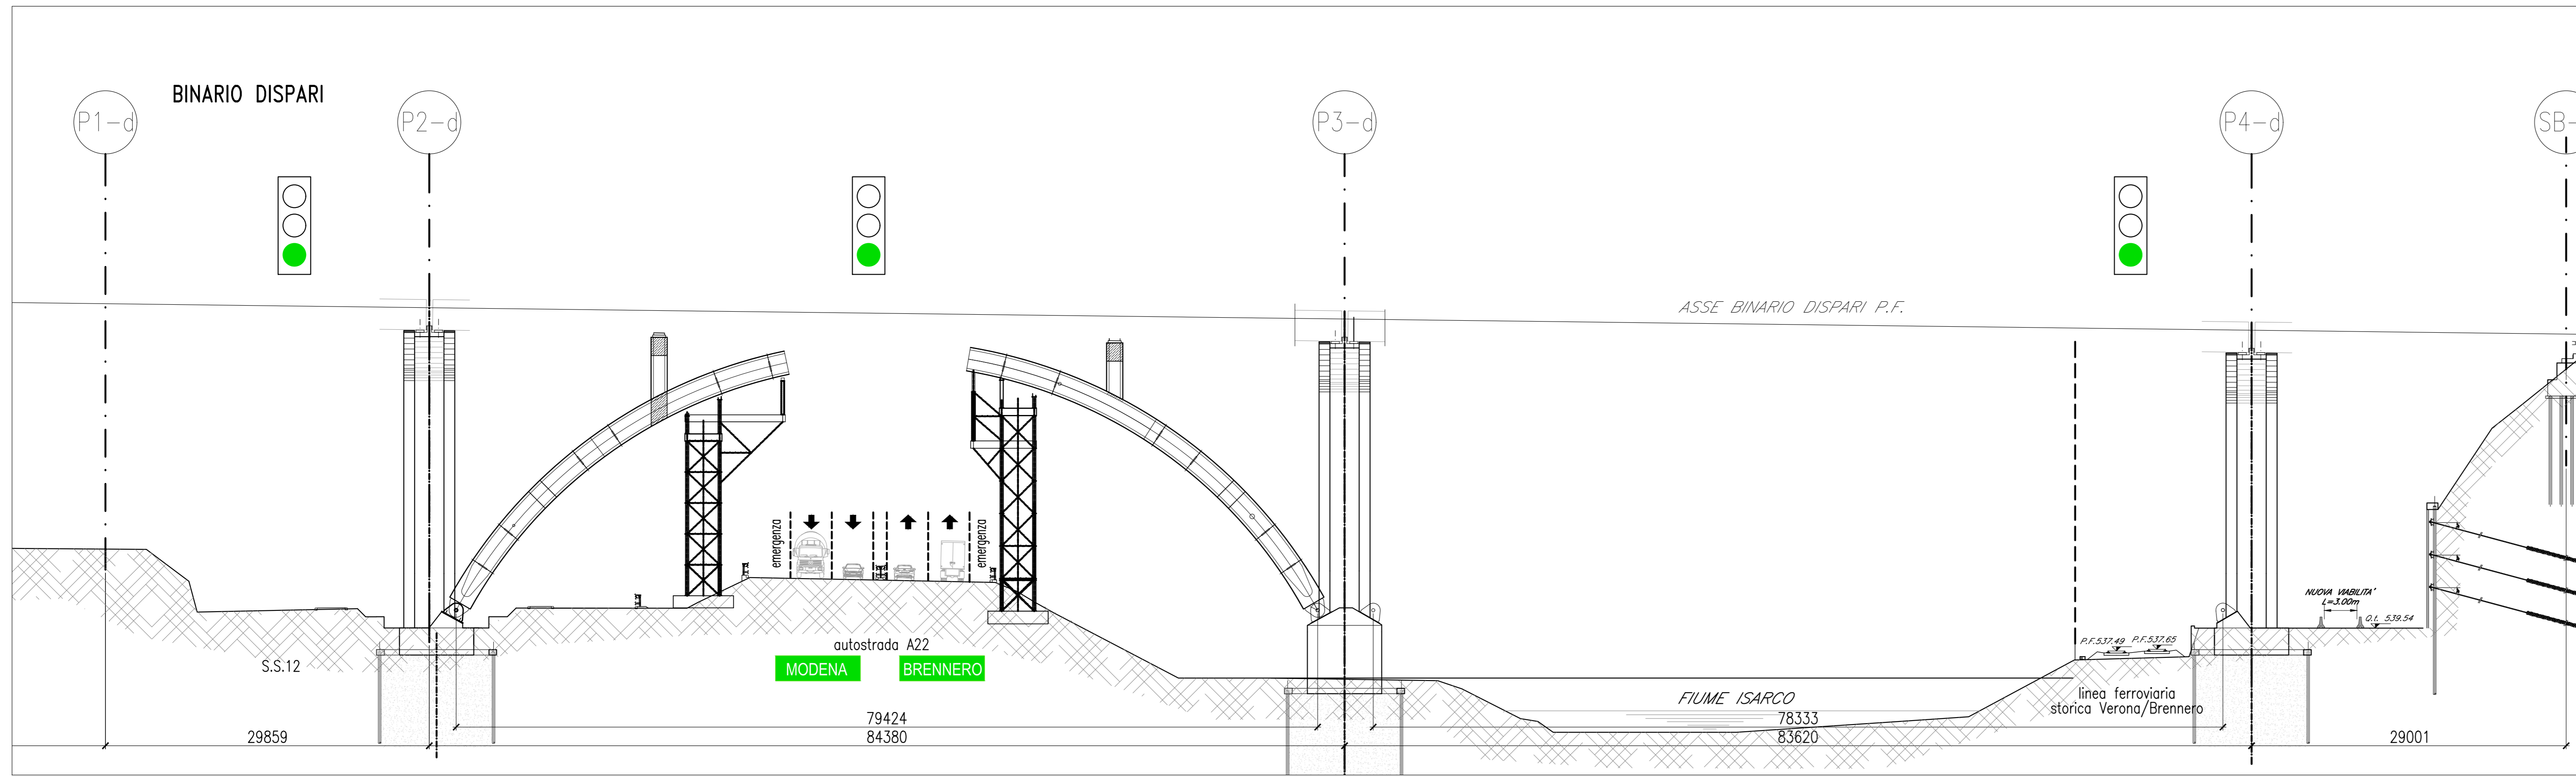 BINARIO DISPARI
P1-d
P2-d
P3-d
P4-d
SB-
ASSE BINARIO DISPARI P.F.
emergenza
emergenza
NUOVA VIABILITA'
L=3.00m
Q.t. 539.54
P.F.537.49
P.F.537.65
autostrada A22
MODENA
BRENNERO
S.S.12
FIUME ISARCO
linea ferroviaria
storica Verona/Brennero
79424
78333
29859
84380
83620
29001